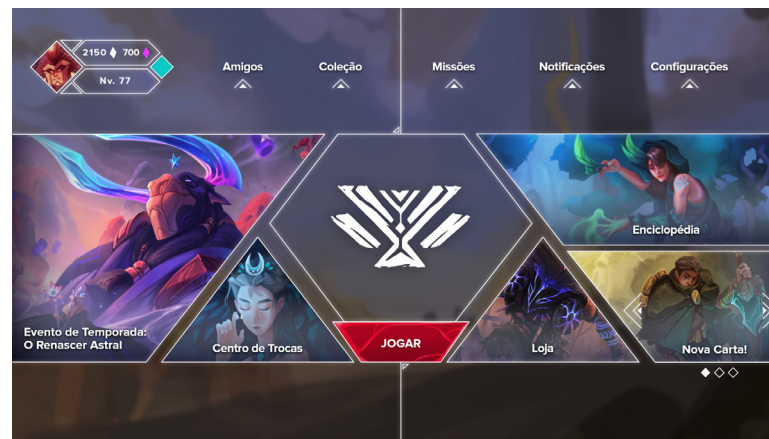 2150 700
Nv. 77
Amigos
Coleção
Missões
Notificações
Configurações
Enciclopédia
Evento de Temporada:
O Renascer Astral
Centro de Trocas
JOGAR
Loja
Nova Carta!